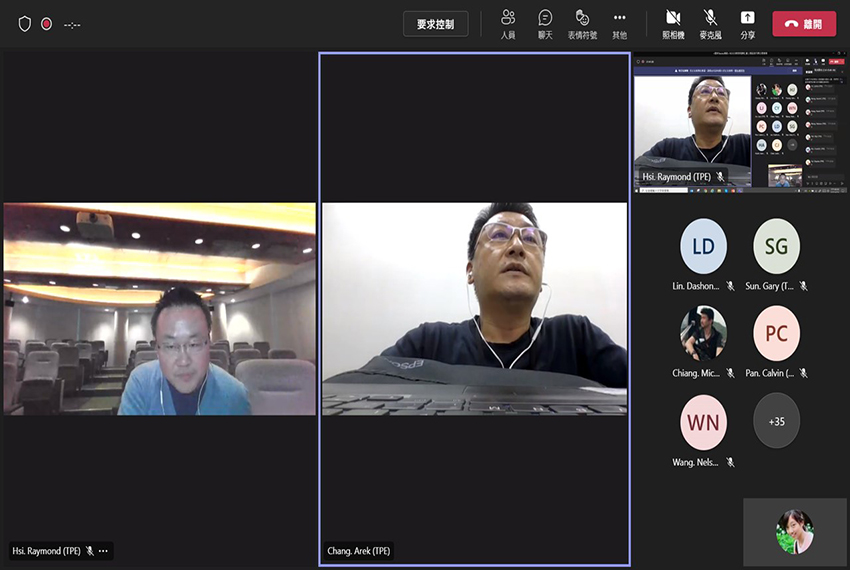 --:--
要求控制
人員
聊天
表情符號
其他
照相機
麥克風
分享
離開
Hsi. Raymond (TPE)
Chang. Arek (TPE)
Hsi. Raymond (TPE)
LD
SG
Lin. Dashon...
Sun. Gary (T...
PC
Chiang. Mic...
Pan. Calvin (...
WN
+35
Wang. Nels...
EPSO